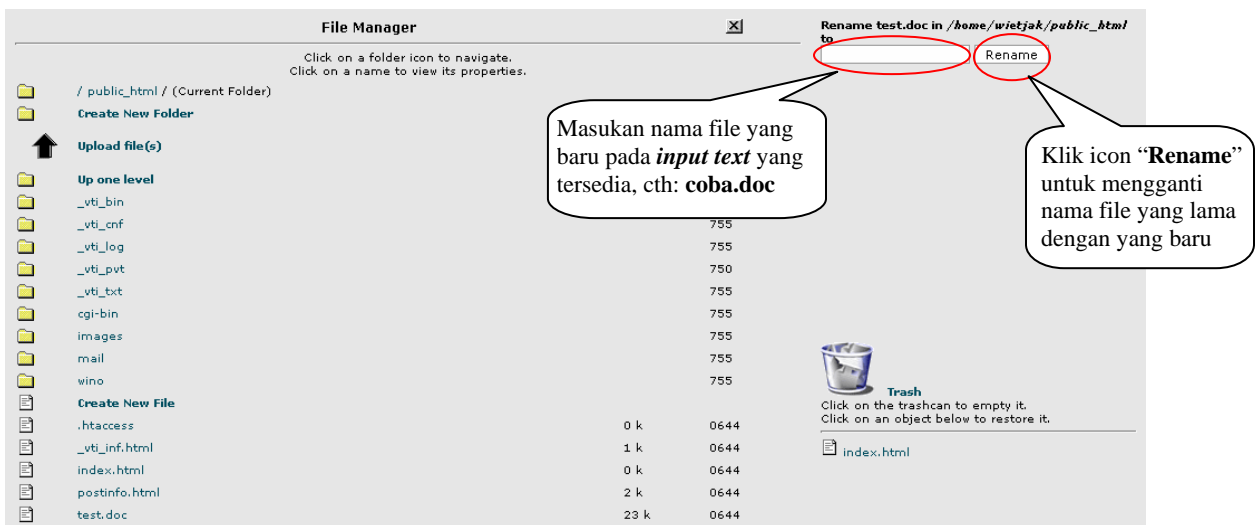 File Manager
Click on a folder icon to navigate.
Click on a name to view its properties.
/ public_html / (Current Folder)
Create New Folder
Upload file(s)
Up one level
_vti_bin
_vti_cnf 755
_vti_log 755
_vti_pvt 750
_vti_txt 755
cgi-bin 755
images 755
mail 755
wino 755
Create New File
.htaccess 0 k 0644
_vti_inf.html 1 k 0644
index.html 0 k 0644
postinfo.html 2 k 0644
test.doc 23 k 0644
Rename test.doc in /home/wietjak/public_html
to
Rename
Masukan nama file yang
baru pada input text yang
tersedia, cth: coba.doc
Klik icon “Rename”
untuk mengganti
nama file yang lama
dengan yang baru
Trash
Click on the trashcan to empty it.
Click on an object below to restore it.
index.html